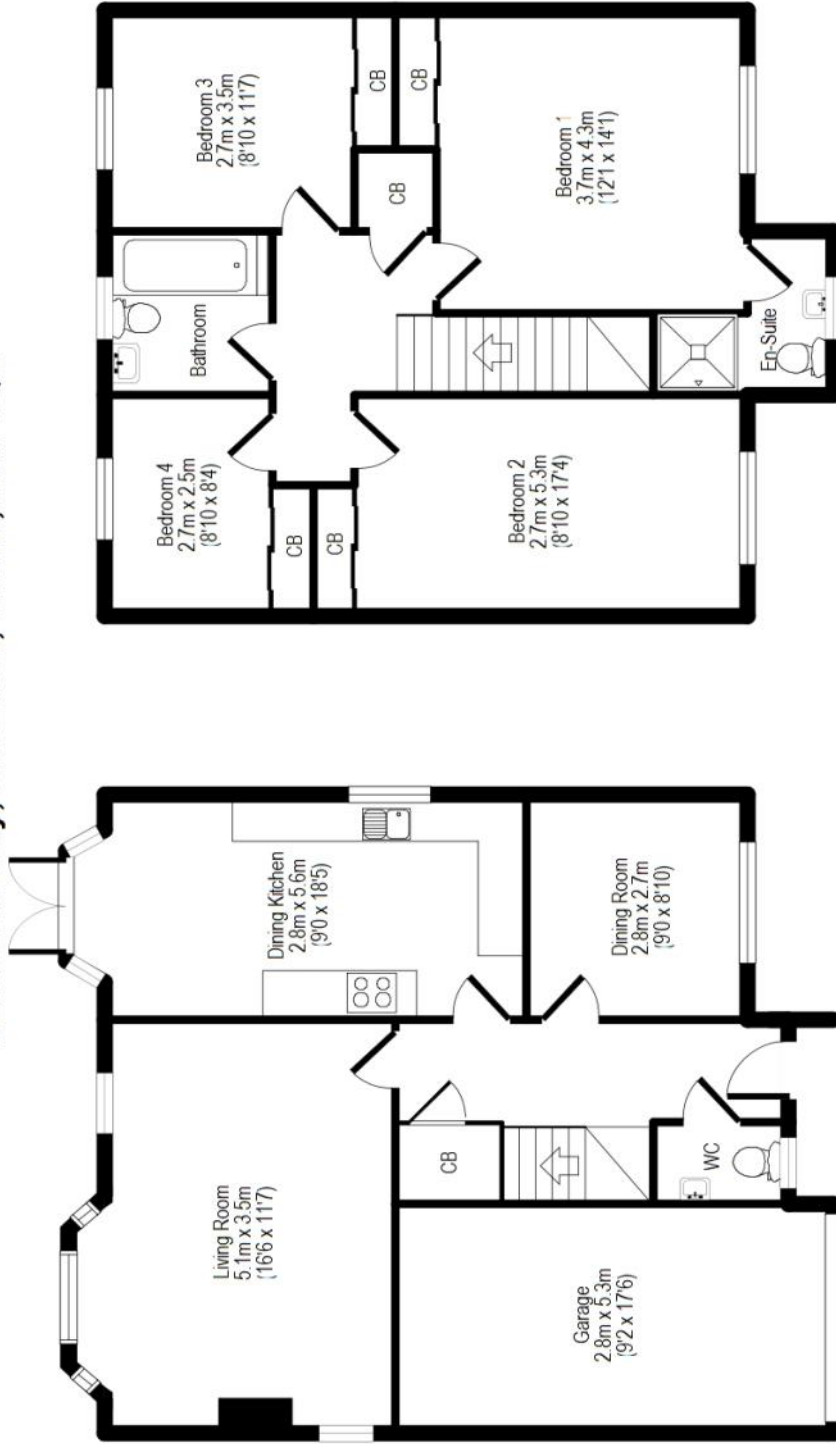 Living Room
5.1m x 3.5m
(16'6 x 11'7)
Dining Kitchen
2.8m x 5.6m
(9'0 x 18'5)
CB
Garage
2.8m x 5.3m
(9'2 x 17'6)
WC
Dining Room
2.8m x 2.7m
(9'0 x 8'10)
Bedroom 4
2.7m x 2.5m
(8'10 x 8'4)
Bathroom
Bedroom 3
2.7m x 3.5m
(8'10 x 11'7)
CB
CB
CB
CB
CB
Bedroom 2
2.7m x 5.3m
(8'10 x 17'4)
Bedroom 1
3.7m x 4.3m
(12'1 x 14'1)
En-Suite